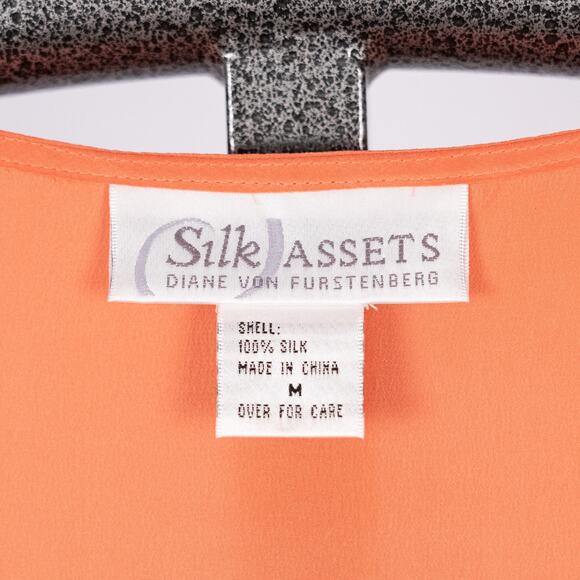 Silk ASSETS
DIANE VON FURSTENBERG
SHELL:
100% SILK
MADE IN CHINA
M
OVER FOR CARE